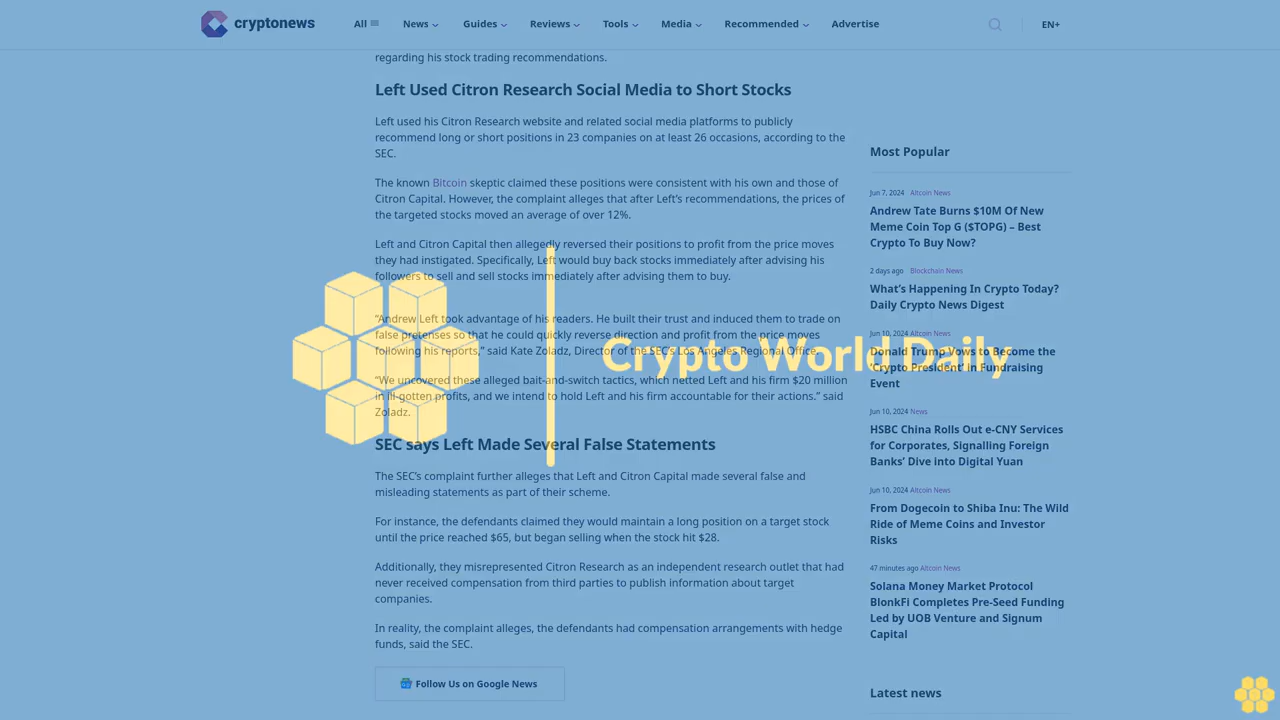 cryptonews
All
News
Guides
Reviews
Tools
Media
Recommended
Advertise
EN+
regarding his stock trading recommendations.
Left Used Citron Research Social Media to Short Stocks
Left used his Citron Research website and related social media platforms to publicly
recommend long or short positions in 23 companies on at least 26 occasions, according to the
SEC.
The known Bitcoin skeptic claimed these positions were consistent with his own and those of
Citron Capital. However, the complaint alleges that after Left’s recommendations, the prices of
the targeted stocks moved an average of over 12%.
Left and Citron Capital then allegedly reversed their positions to profit from the price moves
they had instigated. Specifically, Left would buy back stocks immediately after advising his
followers to sell and sell stocks immediately after advising them to buy.
“Andrew Left took advantage of his readers. He built their trust and induced them to trade on
false pretenses so that he could quickly reverse direction and profit from the price moves
following his reports,” said Kate Zoladz, Director of the SEC’s Los Angeles Regional Office.
“We uncovered these alleged bait-and-switch tactics, which netted Left and his firm $20 million
in ill-gotten profits, and we intend to hold Left and his firm accountable for their actions.” said
Zoladz.
SEC says Left Made Several False Statements
The SEC’s complaint further alleges that Left and Citron Capital made several false and
misleading statements as part of their scheme.
For instance, the defendants claimed they would maintain a long position on a target stock
until the price reached $65, but began selling when the stock hit $28.
Additionally, they misrepresented Citron Research as an independent research outlet that had
never received compensation from third parties to publish information about target
companies.
In reality, the complaint alleges, the defendants had compensation arrangements with hedge
funds, said the SEC.
Follow Us on Google News
Crypto World Daily
Most Popular
Jun 7, 2024 Altcoin News
Andrew Tate Burns $10M Of New
Meme Coin Top G ($TOPG) – Best
Crypto To Buy Now?
2 days ago Blockchain News
What’s Happening In Crypto Today?
Daily Crypto News Digest
Jun 10, 2024 Altcoin News
Donald Trump Vows to Become the
‘Crypto President’ in Fundraising
Event
Jun 10, 2024 News
HSBC China Rolls Out e-CNY Services
for Corporates, Signalling Foreign
Banks’ Dive into Digital Yuan
Jun 10, 2024 Altcoin News
From Dogecoin to Shiba Inu: The Wild
Ride of Meme Coins and Investor
Risks
47 minutes ago Altcoin News
Solana Money Market Protocol
BlonkFi Completes Pre-Seed Funding
Led by UOB Venture and Signum
Capital
Latest news